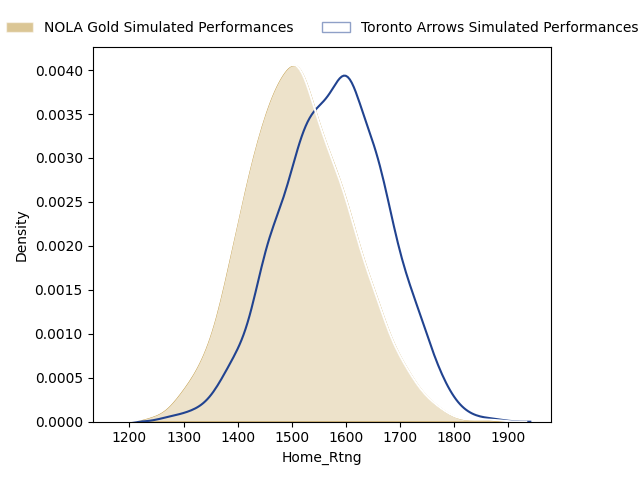 NOLA Gold Simulated Performances Toronto Arrows Simulated Performances
0.0040
0.0035
0.0030
0.0025
0.0020
0.0015
0.0010
0.0005
0.0000
Density
1200 1300 1400 1500 1600 1700 1800 1900
Home_Rtng